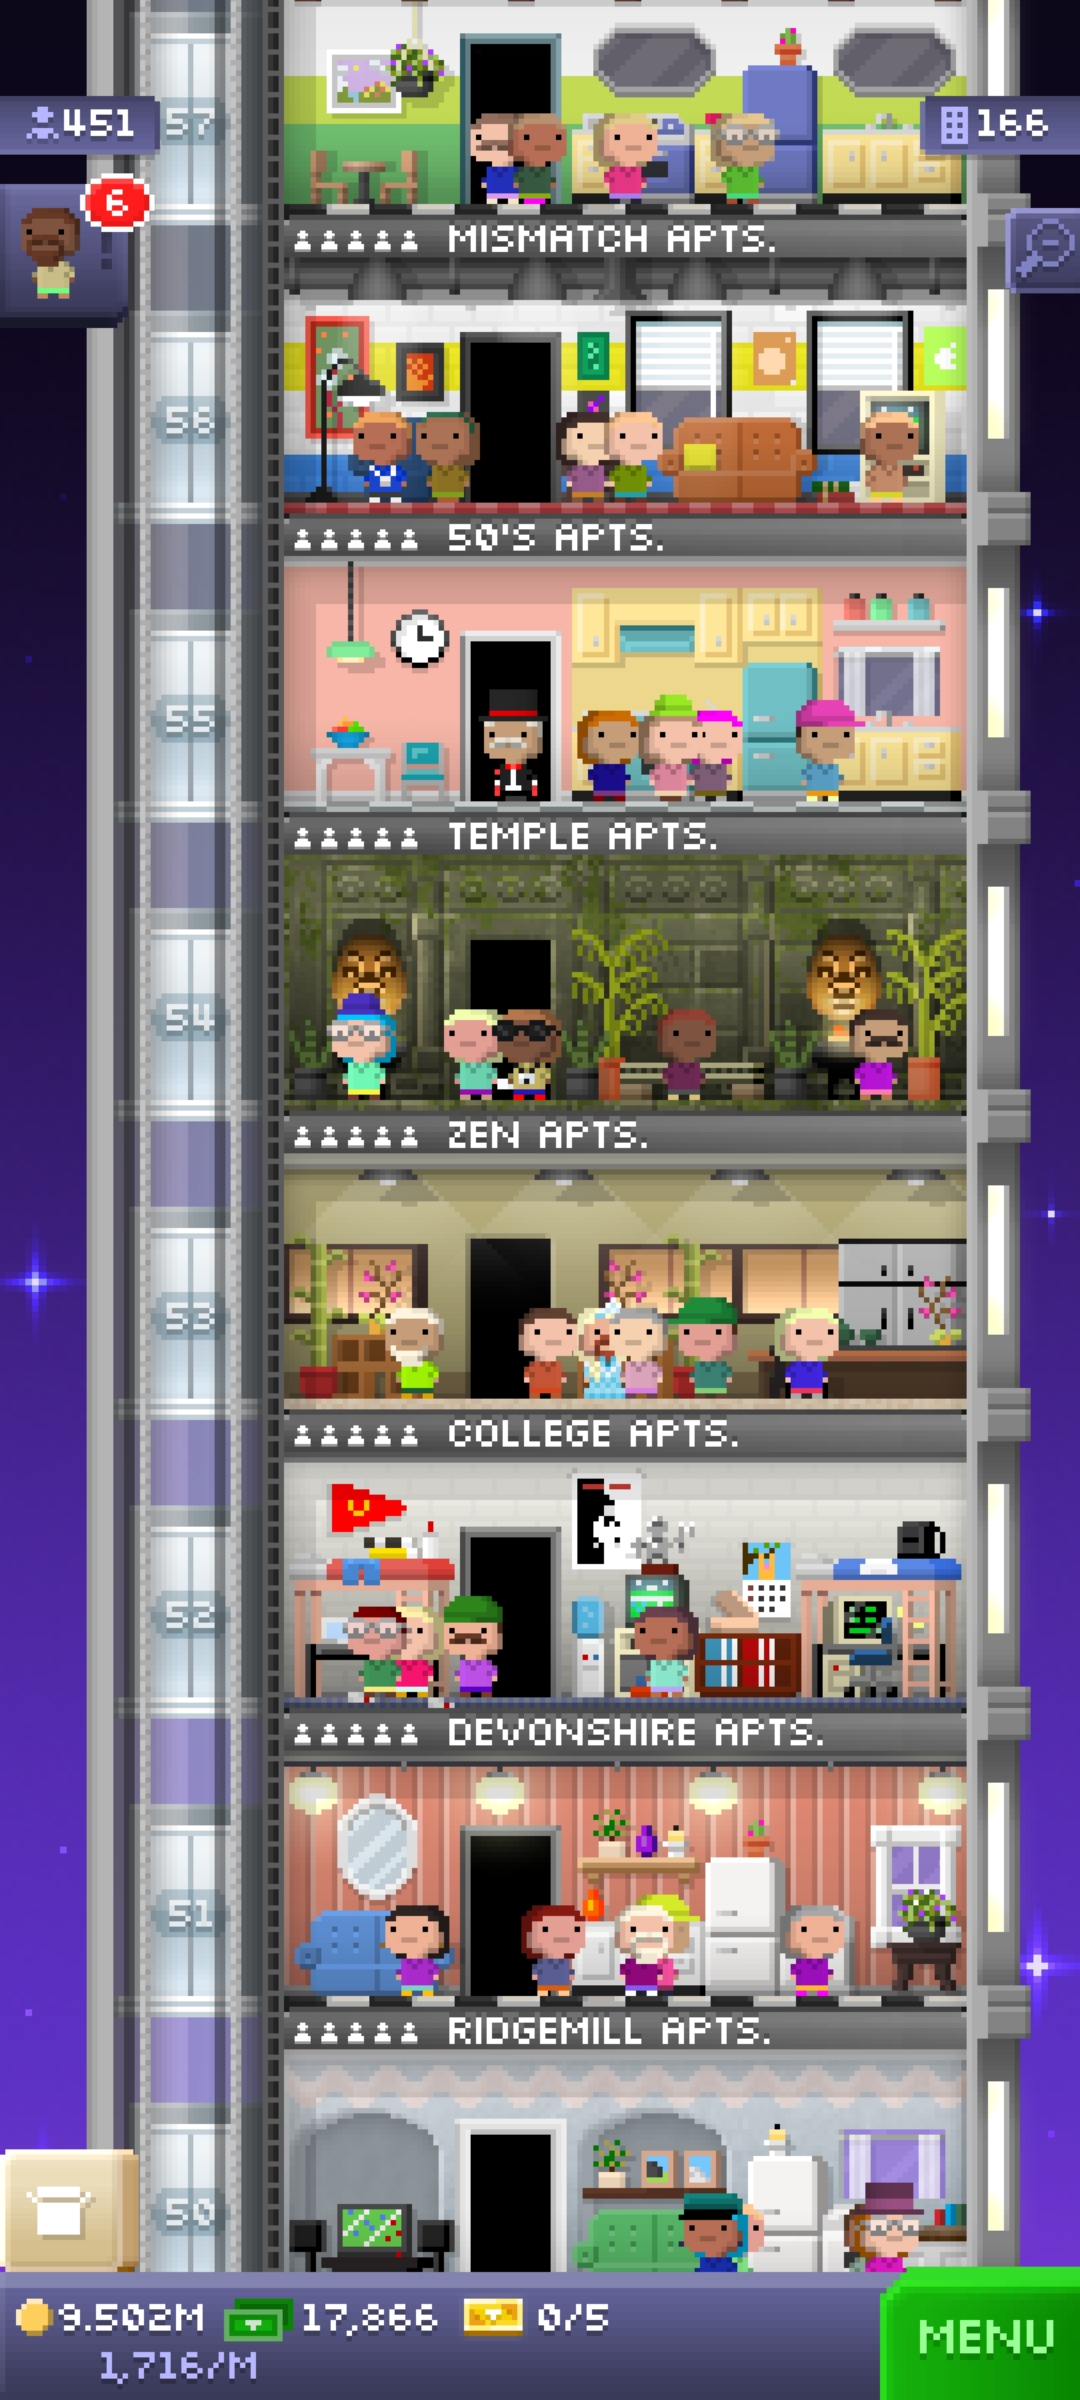 451
57
166
6
MISMATCH APTS.
56
50'S APTS.
55
TEMPLE APTS.
54
ZEN APTS.
53
COLLEGE APTS.
52
DEVONSHIRE APTS.
51
RIDGEMILL APTS.
50
9.502M 17,866 0/5
1,716/M
MENU